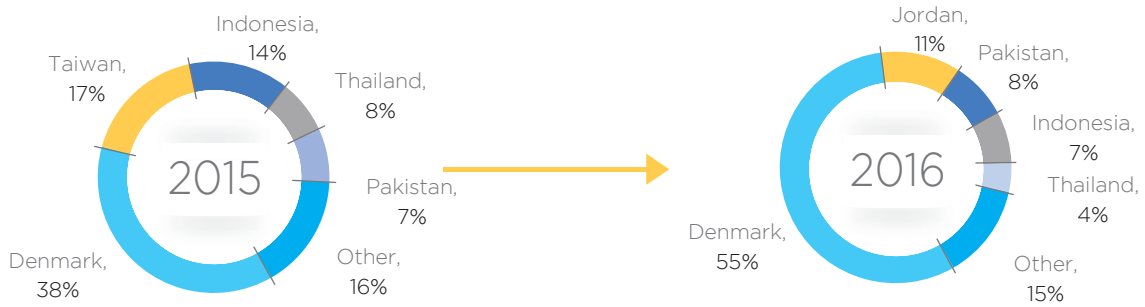 Indonesia,
14%
Taiwan,
17%
Thailand,
8%
2015
Pakistan,
7%
Denmark,
38%
Other,
16%
Jordan,
11%
Pakistan,
8%
Indonesia,
7%
2016
Thailand,
4%
Denmark,
55%
Other,
15%